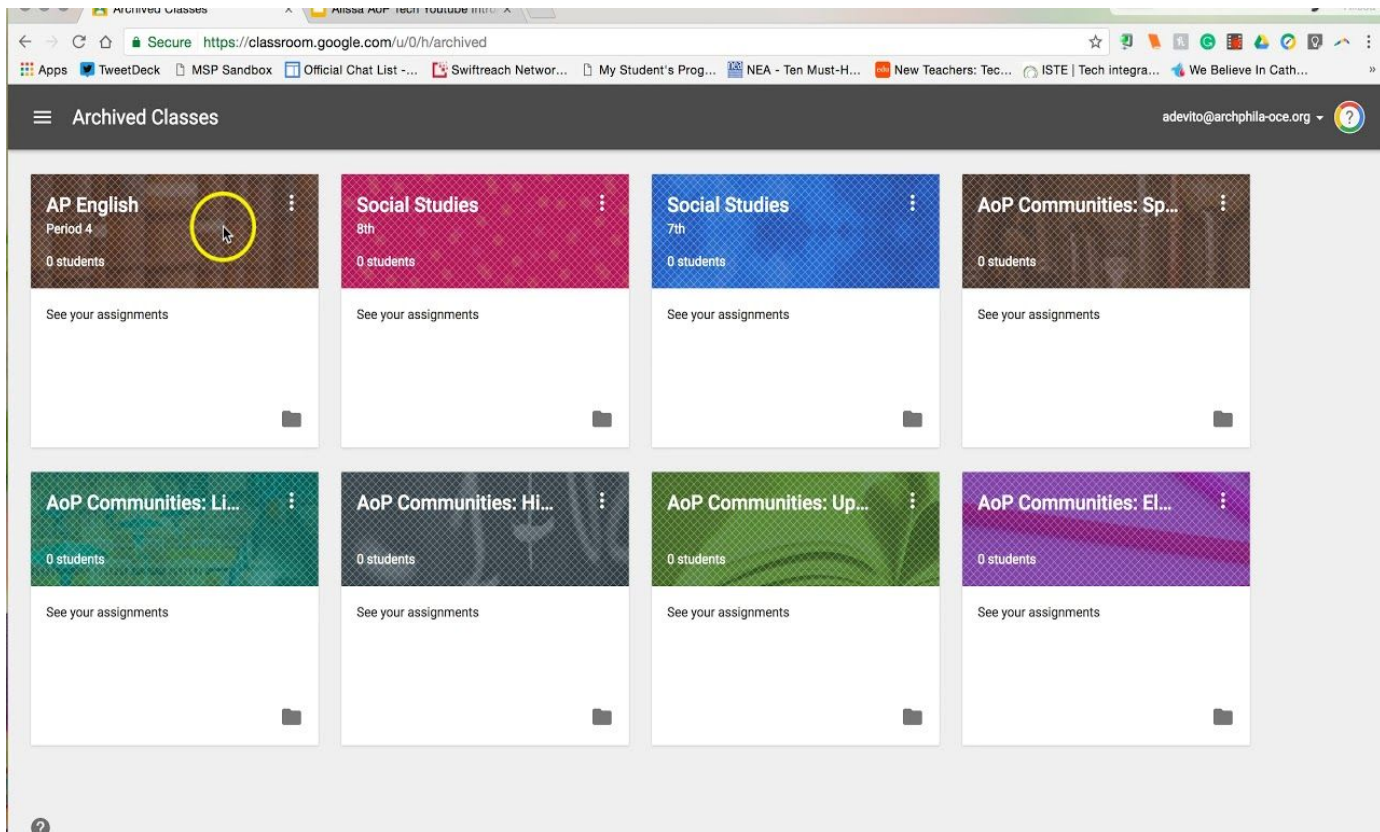 Archived Classes
Alissa AoP Tech Youtube Intro
Secure https://classroom.google.com/u/0/h/archived
Apps TweetDeck MSP Sandbox Official Chat List -... Swiftreach Networ... My Student's Prog... NEA - Ten Must-H... New Teachers: Tec... ISTE | Tech integra... We Believe In Cath... »
Archived Classes
adevito@archphila-oce.org
AP English
Period 4
0 students
See your assignments
Social Studies
8th
0 students
See your assignments
Social Studies
7th
0 students
See your assignments
AoP Communities: Sp...
0 students
See your assignments
AoP Communities: Li...
0 students
See your assignments
AoP Communities: Hi...
0 students
See your assignments
AoP Communities: Up...
0 students
See your assignments
AoP Communities: El...
0 students
See your assignments